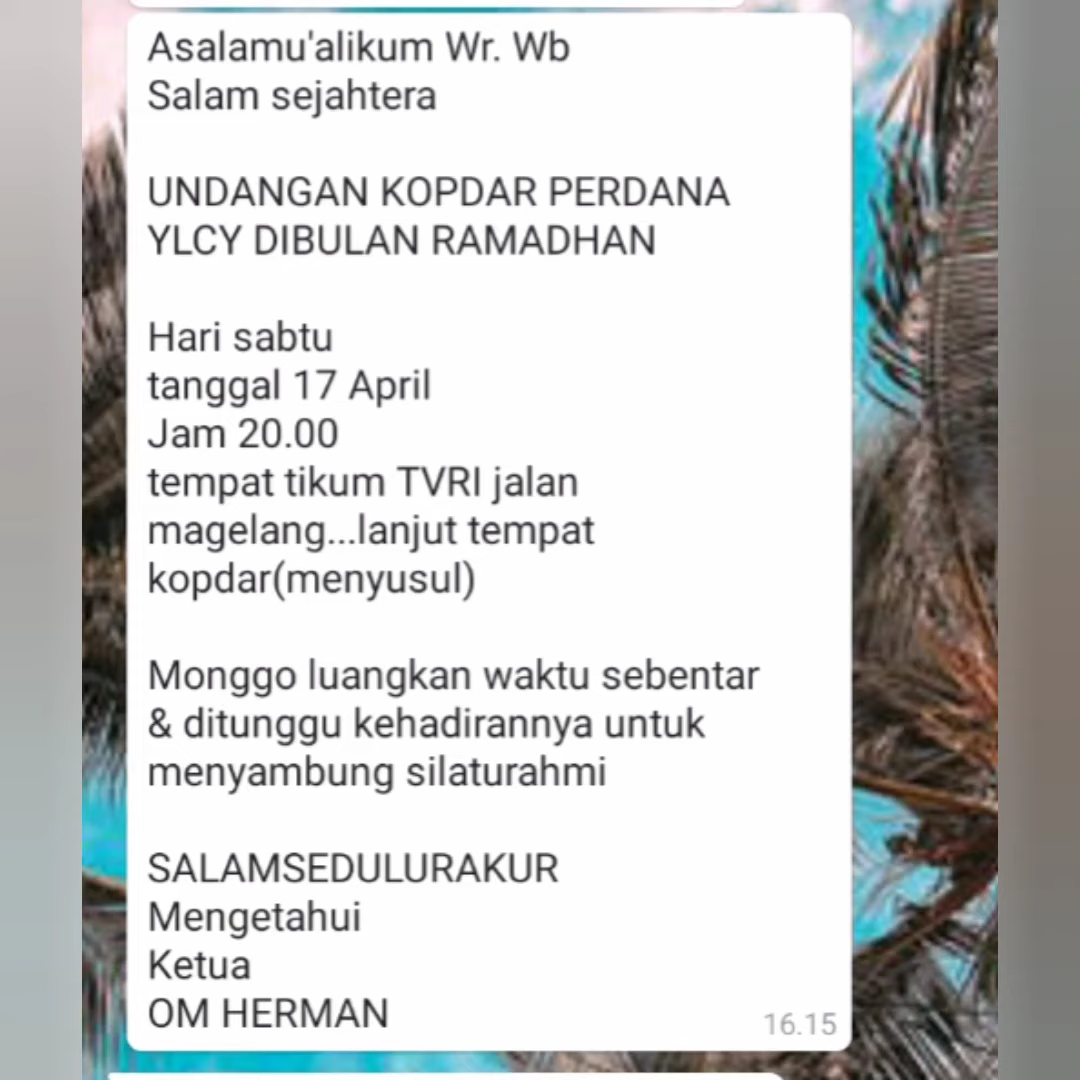 Asalamu'alikum Wr. Wb
Salam sejahtera
UNDANGAN KOPDAR PERDANA
YLCY DIBULAN RAMADHAN
Hari sabtu
tanggal 17 April
Jam 20.00
tempat tikum TVRI jalan
magelang...lanjut tempat
kopdar(menyusul)
Monggo luangkan waktu sebentar
& ditunggu kehadirannya untuk
menyambung silaturahmi
SALAMSEDULURAKUR
Mengetahui
Ketua
OM HERMAN
16.15